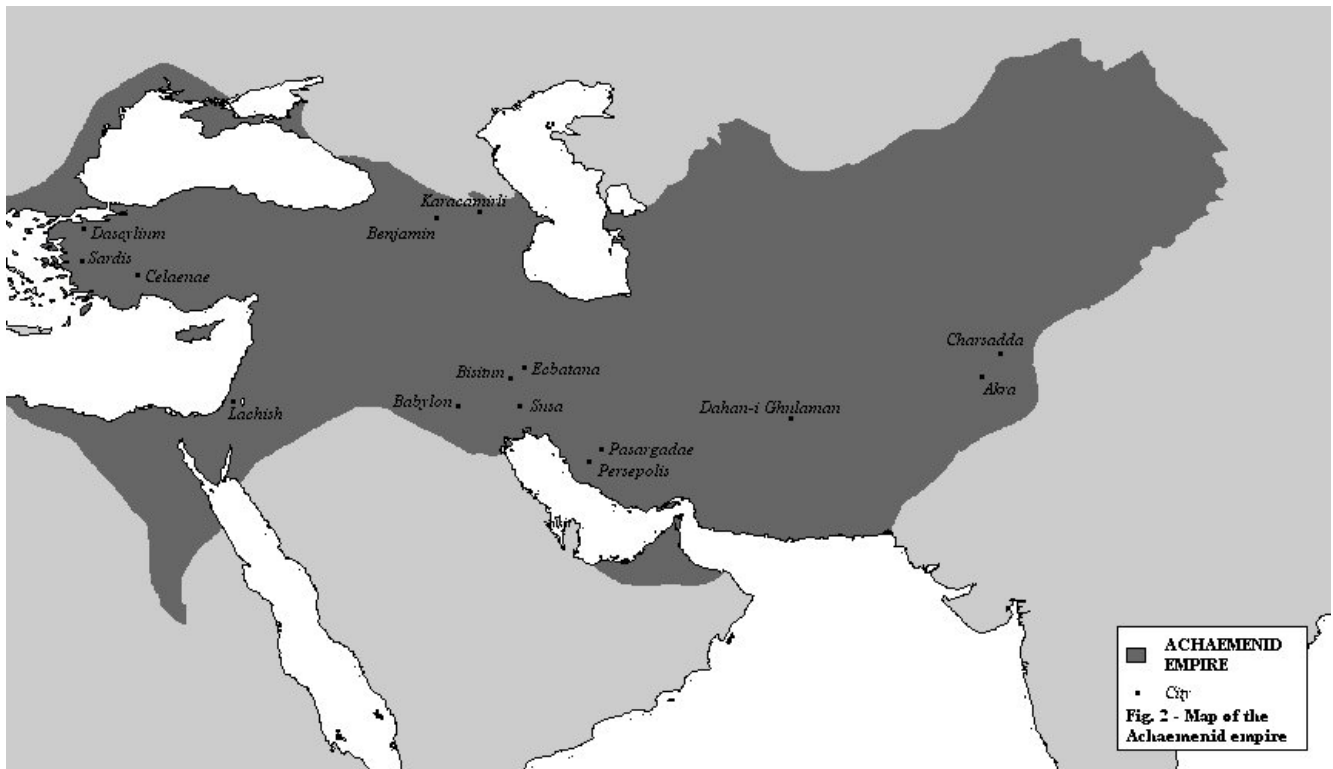 Karacamirli
Benjamin
Dasqylium
Sardis
Celaenae
Charsadda
Bisitun
Ecbatana
Akra
Lachish
Babylon
Susa
Dahan-i Ghulaman
Pasargadae
Persepolis
ACHAEMENID
EMPIRE
City
Fig. 2 - Map of the
Achaemenid empire